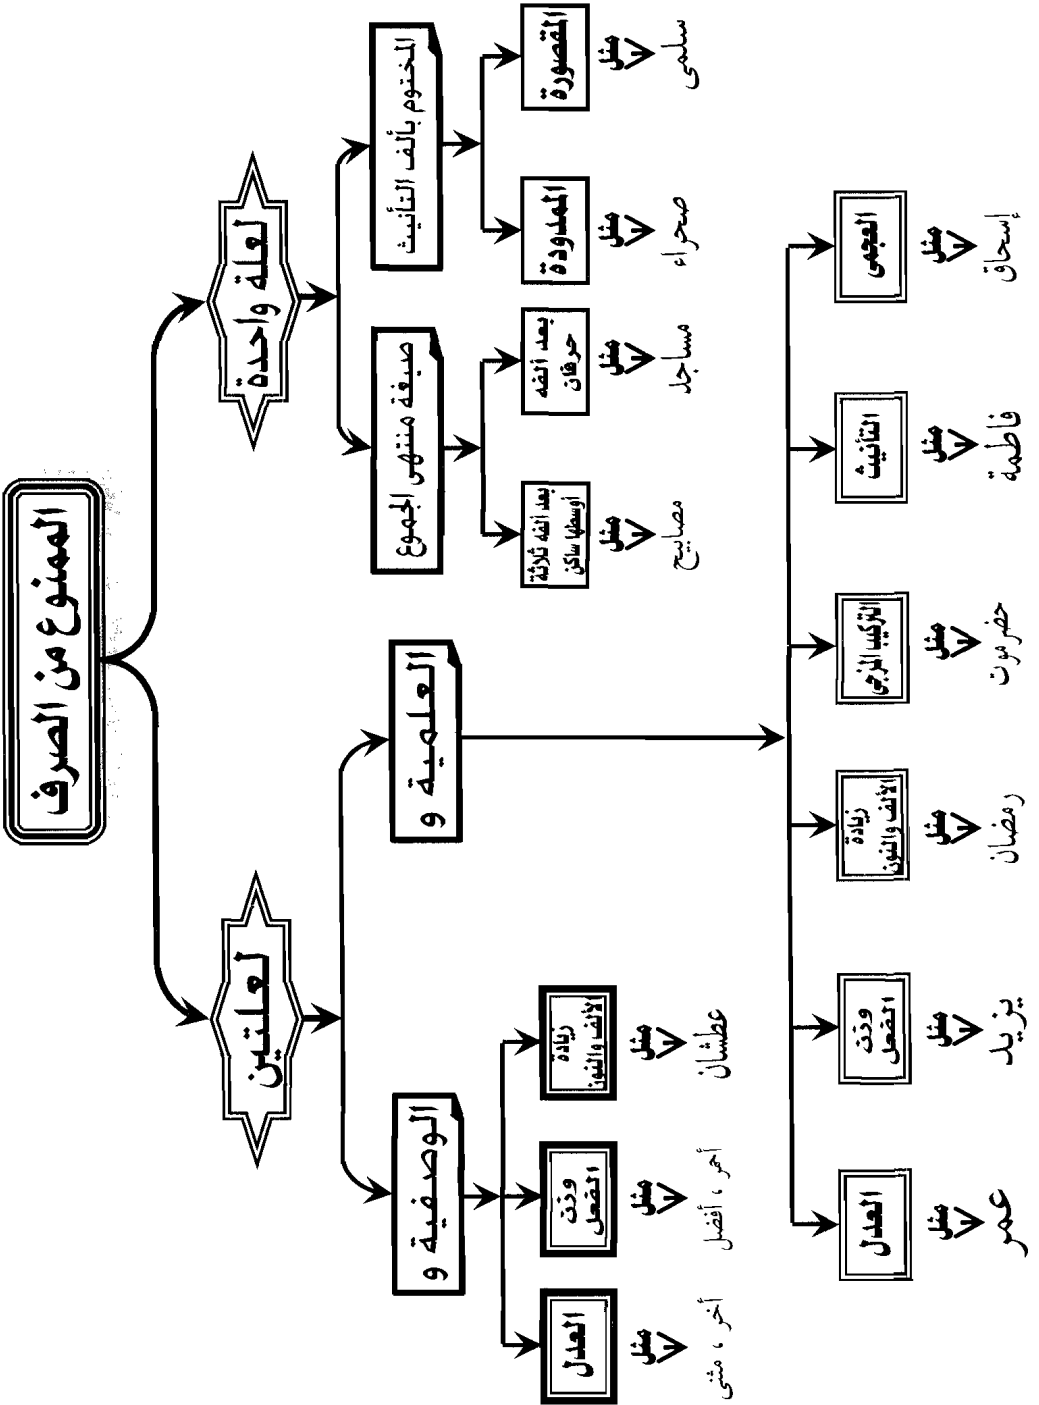 الممنوع من الصرف
لعلة واحدة
لعلتين
المختوم بألف التأنيث
صيغة منتهى الجموع
العلمية و
الوصفية و
المقصورة
مثل
سلمى
الممدودة
مثل
صحراء
بعد ألفه
حرفان
مثل
مساجد
بعد ألفه ثلاثة
أوسطها ساكن
مثل
مصابيح
زيادة
الألف والنون
مثل
عطشان
وزن
الفعل
مثل
أحمر ، أفضل
العدل
مثل
أخر ، مثنى
العجمى
مثل
إسحاق
التأنيث
مثل
فاطمة
التركيب المزجى
مثل
حضرموت
زيادة
الألف والنون
مثل
رمضان
وزن
الفعل
مثل
يزيد
العدل
مثل
عمر